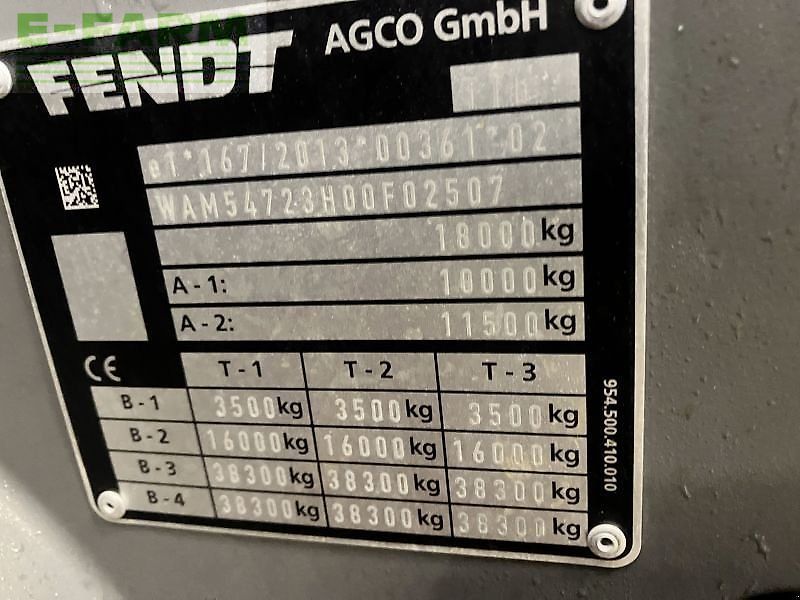 E-FARM
FENDT AGCO GmbH
e1*167/2013*00361*02
WAM54723H00F02507
18000kg
A - 1: 10000kg
A - 2: 11500kg
CE T - 1 T - 2 T - 3
B - 1 3500kg 3500kg 3500kg
B - 2 16000kg 16000kg 16000kg
B - 3 38300kg 38300kg 38300kg
B - 4 38300kg 38300kg 38300kg
954.500.410.010